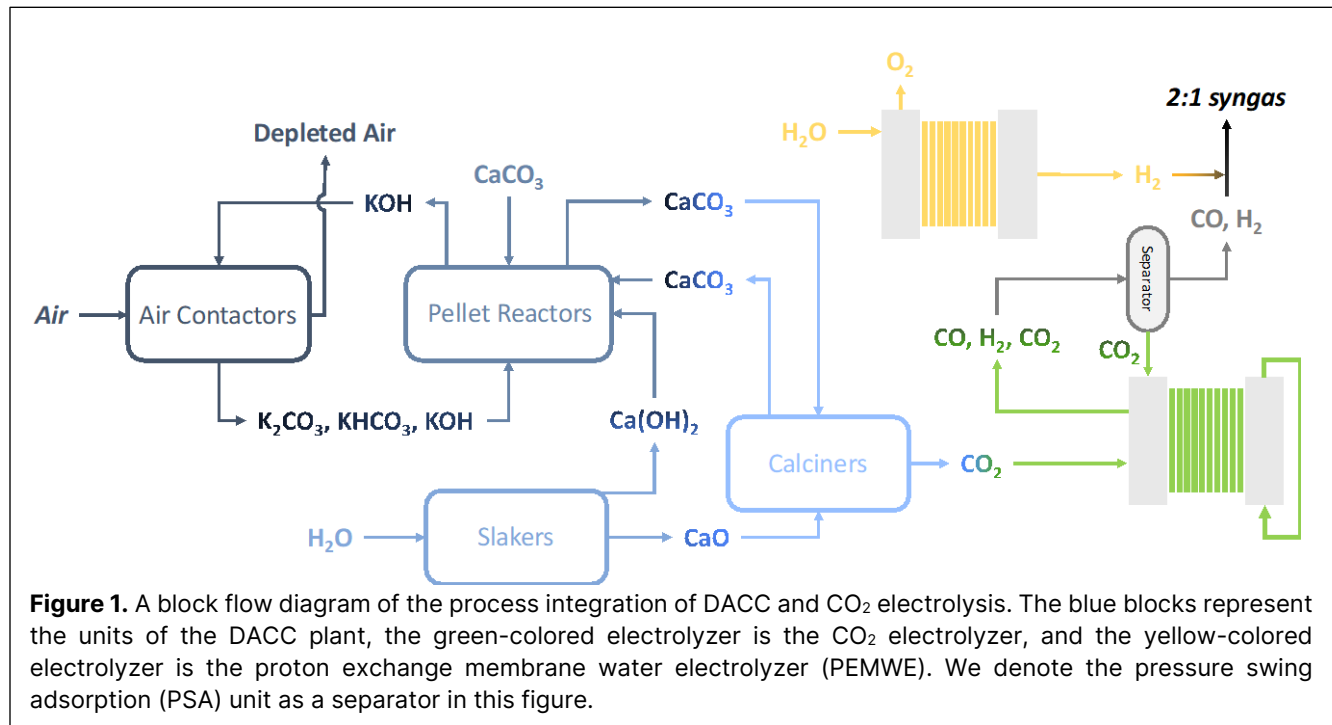 O₂
2:1 syngas
H₂O
Depleted Air
CaCO₃
H₂
KOH
CaCO₃
CO, H₂
Separator
CaCO₃
Air
Air Contactors
Pellet Reactors
CO, H₂, CO₂
CO₂
K₂CO₃, KHCO₃, KOH
Ca(OH)₂
Calciners
CO₂
H₂O
Slakers
CaO
Figure 1. A block flow diagram of the process integration of DACC and CO₂ electrolysis. The blue blocks represent
the units of the DACC plant, the green-colored electrolyzer is the CO₂ electrolyzer, and the yellow-colored
electrolyzer is the proton exchange membrane water electrolyzer (PEMWE). We denote the pressure swing
adsorption (PSA) unit as a separator in this figure.